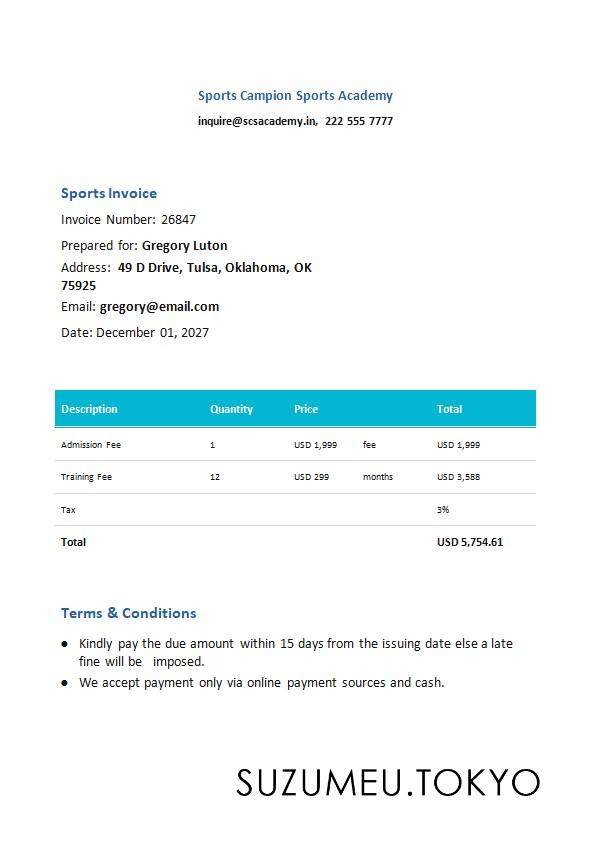 Sports Campion Sports Academy
inquire@scsacademy.in, 222 555 7777
Sports Invoice
Invoice Number: 26847
Prepared for: Gregory Luton
Address: 49 D Drive, Tulsa, Oklahoma, OK
75925
Email: gregory@email.com
Date: December 01, 2027
Description Quantity Price Total
Admission Fee 1 USD 1,999 fee USD 1,999
Training Fee 12 USD 299 months USD 3,588
Tax 3%
Total USD 5,754.61
Terms & Conditions
● Kindly pay the due amount within 15 days from the issuing date else a late
fine will be imposed.
● We accept payment only via online payment sources and cash.
SUZUMEU.TOKYO